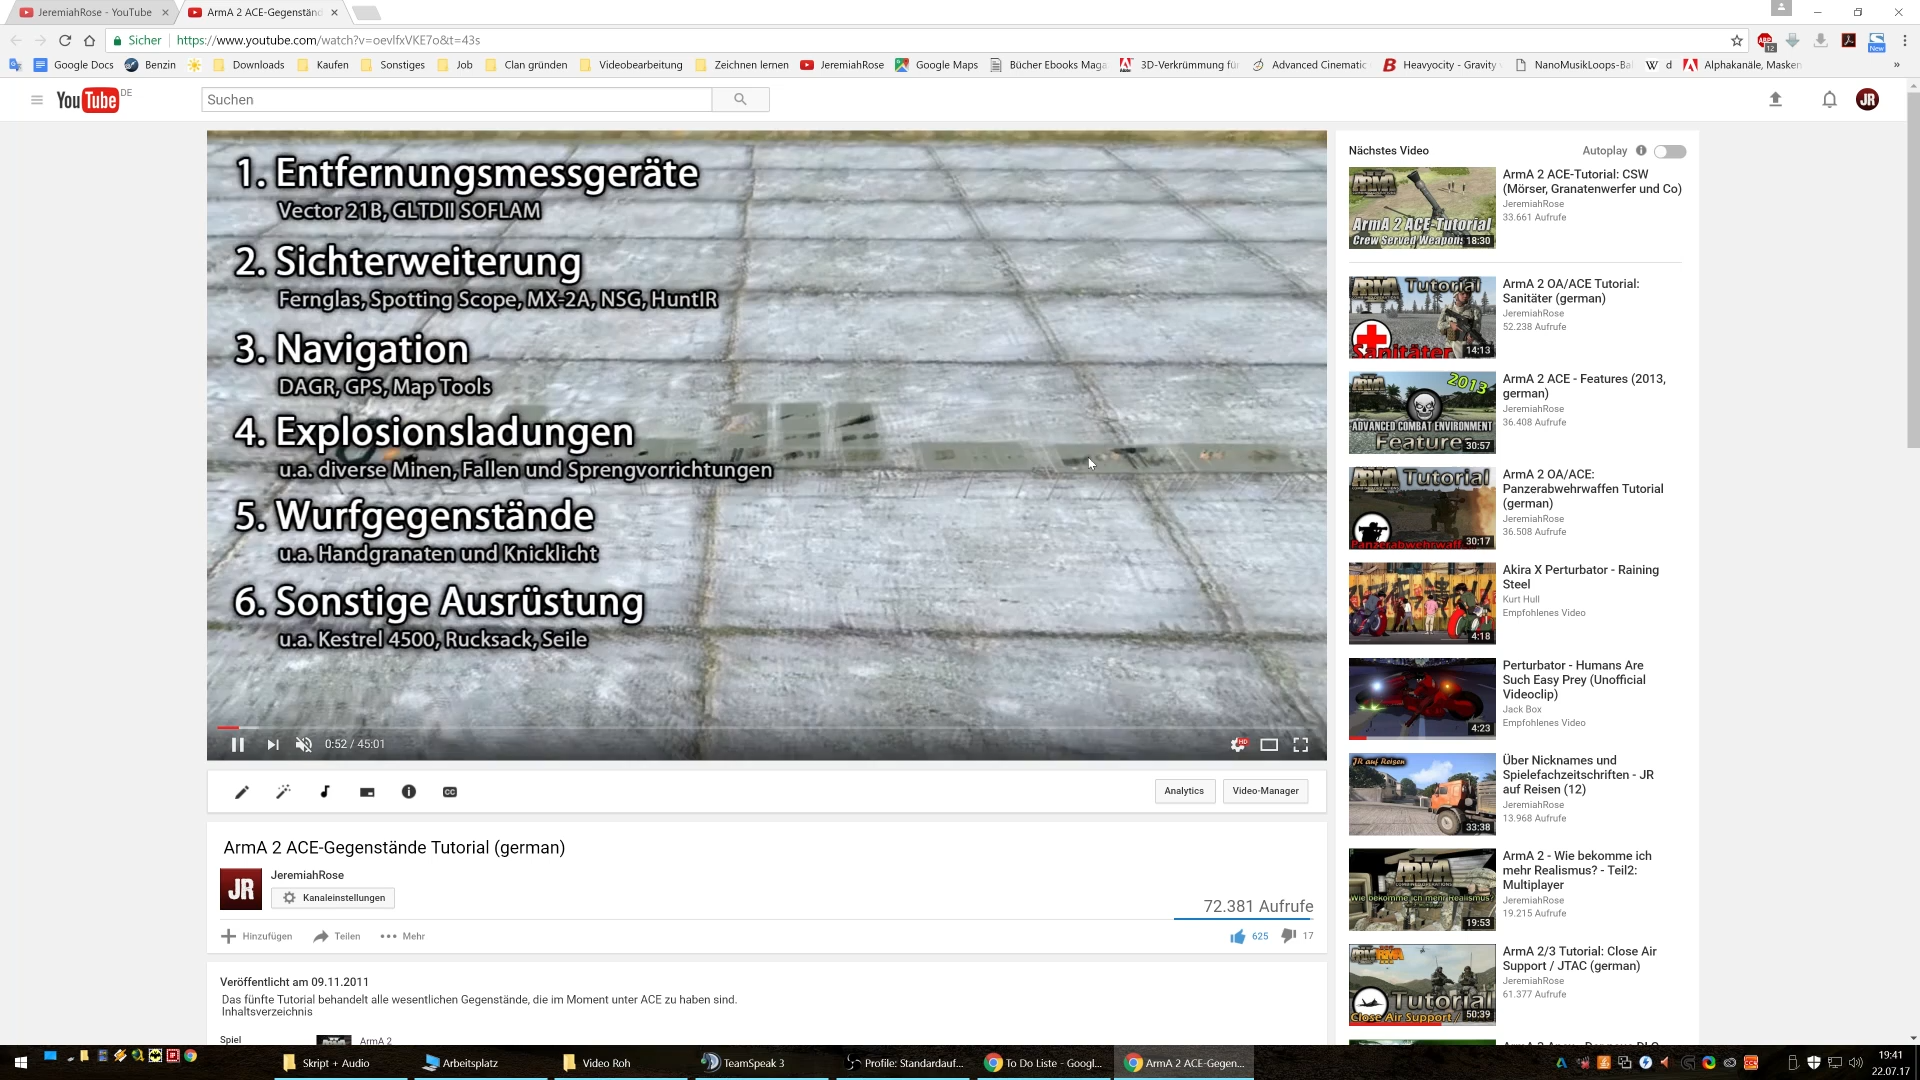 JeremiahRose - YouTube
ArmA 2 ACE-Gegenständ
Sicher
https://www.youtube.com/watch?v=oevlfxVKE7o&t=43s
Google Docs
Benzin
Downloads
Kaufen
Sonstiges
Job
Clan gründen
Videobearbeitung
Zeichnen lernen
JeremiahRose
Google Maps
Bücher Ebooks Maga
3D-Verkrümmung für
Advanced Cinematic
Heavyocity - Gravity
NanoMusikLoops-Bal
d
Alphakanäle, Masken
YouTube DE
Suchen
JR
1. Entfernungsmessgeräte
Vector 21B, GLTDII SOFLAM
2. Sichterweiterung
Fernglas, Spotting Scope, MX-2A, NSG, HuntIR
3. Navigation
DAGR, GPS, Map Tools
4. Explosionsladungen
u.a. diverse Minen, Fallen und Sprengvorrichtungen
5. Wurfgegenstände
u.a. Handgranaten und Knicklicht
6. Sonstige Ausrüstung
u.a. Kestrel 4500, Rucksack, Seile
0:52 / 45:01
HD
Analytics
Video-Manager
ArmA 2 ACE-Gegenstände Tutorial (german)
JR
JeremiahRose
Kanaleinstellungen
72.381 Aufrufe
Hinzufügen
Teilen
Mehr
625
17
Veröffentlicht am 09.11.2011
Das fünfte Tutorial behandelt alle wesentlichen Gegenstände, die im Moment unter ACE zu haben sind.
Inhaltsverzeichnis
Spiel
ArmA 2
Nächstes Video
Autoplay
ArmA 2 ACE-Tutorial
Crew Served Weapons
18:30
ArmA 2 ACE-Tutorial: CSW
(Mörser, Granatenwerfer und Co)
JeremiahRose
33.661 Aufrufe
Tutorial
Sanitäter
14:13
ArmA 2 OA/ACE Tutorial:
Sanitäter (german)
JeremiahRose
52.238 Aufrufe
2013
ADVANCED COMBAT ENVIRONMENT
Features
30:57
ArmA 2 ACE - Features (2013,
german)
JeremiahRose
36.408 Aufrufe
Tutorial
30:17
ArmA 2 OA/ACE:
Panzerabwehrwaffen Tutorial
(german)
JeremiahRose
36.508 Aufrufe
4:18
Akira X Perturbator - Raining
Steel
Kurt Hull
Empfohlenes Video
4:23
Perturbator - Humans Are
Such Easy Prey (Unofficial
Videoclip)
Jack Box
Empfohlenes Video
JR auf Reisen
33:38
Über Nicknames und
Spielefachzeitschriften - JR
auf Reisen (12)
JeremiahRose
13.968 Aufrufe
ARMA
Wie bekomme ich mehr Realismus?
19:53
ArmA 2 - Wie bekomme ich
mehr Realismus? - Teil2:
Multiplayer
JeremiahRose
19.215 Aufrufe
Tutorial
Close Air Support
50:39
ArmA 2/3 Tutorial: Close Air
Support / JTAC (german)
JeremiahRose
61.377 Aufrufe
Skript + Audio
Arbeitsplatz
Video Roh
TeamSpeak 3
Profile: Standardauf...
To Do Liste - Googl...
ArmA 2 ACE-Gegen...
19:41
22.07.17